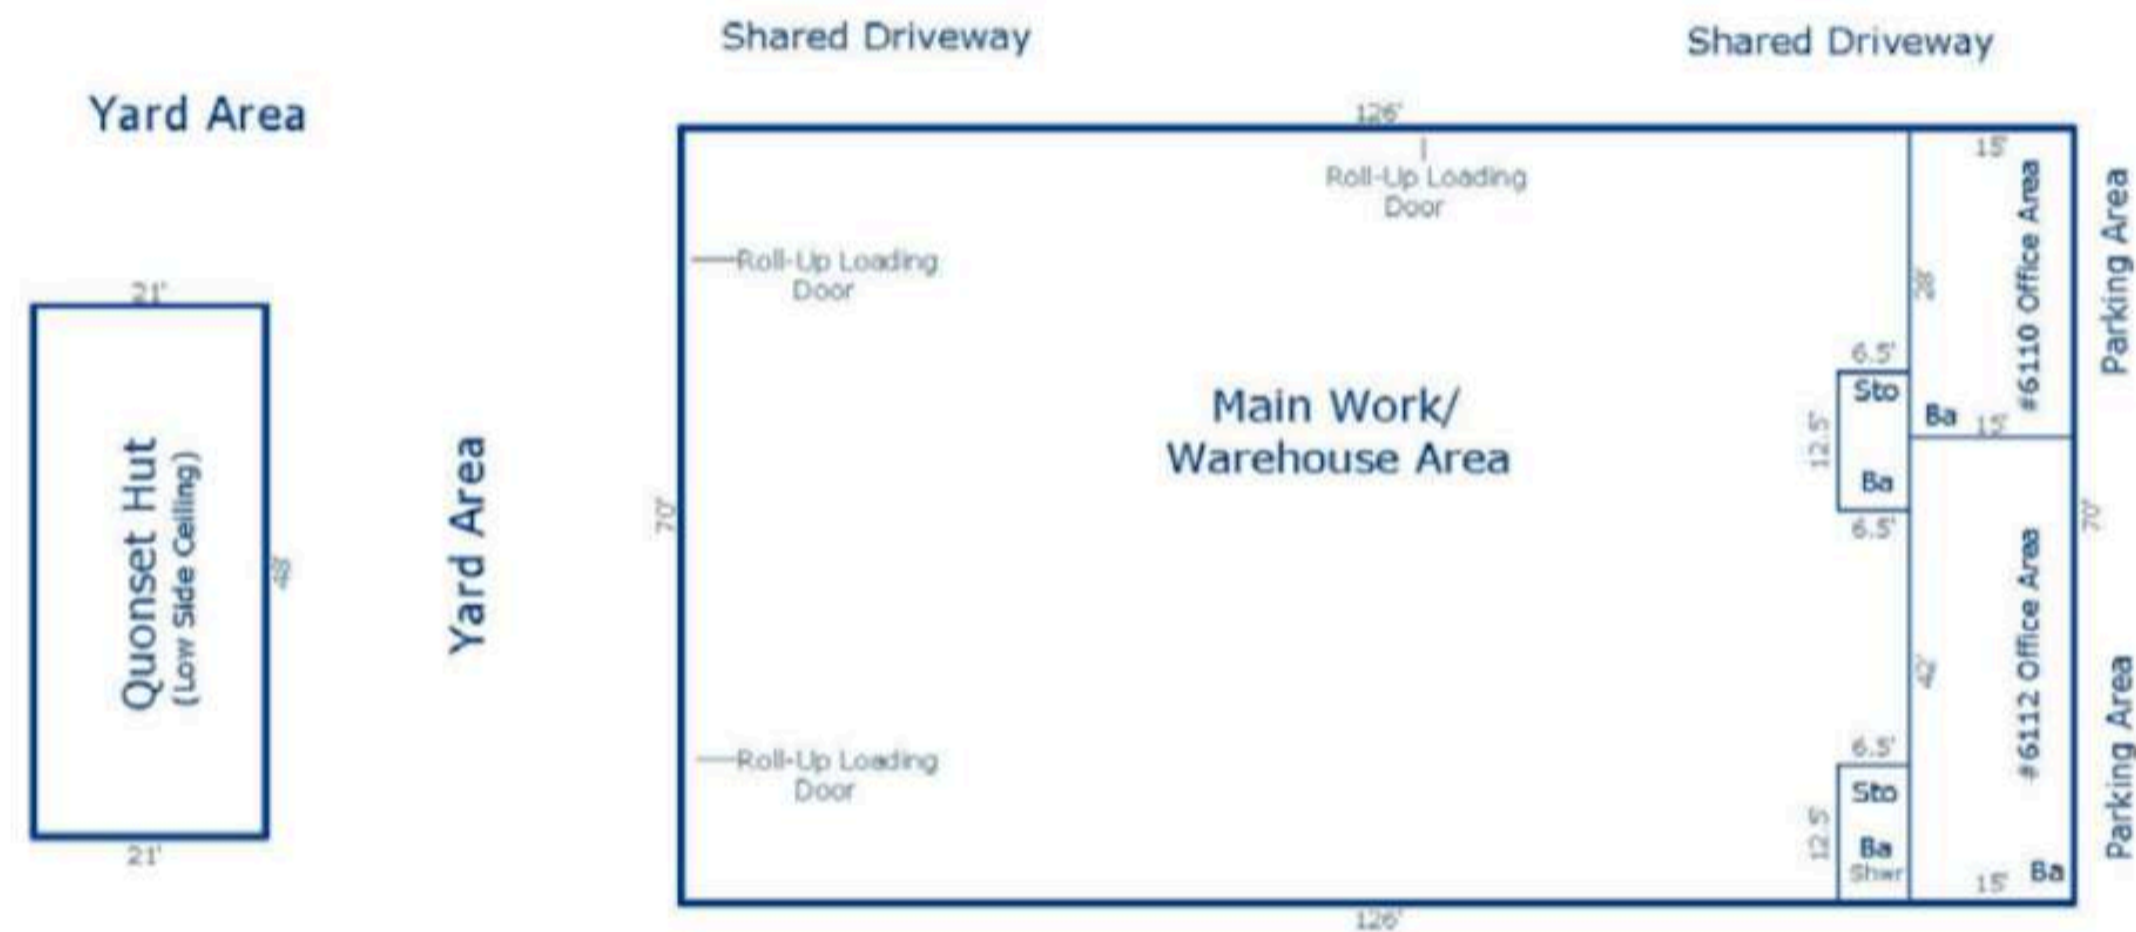 Shared Driveway
Shared Driveway
Yard Area
126'
15'
Roll-Up Loading
Door
Roll-Up Loading
Door
#6110 Office Area
Parking Area
28'
21'
6.5'
Sto
Ba
15'
Main Work/
Warehouse Area
12.5'
Ba
6.5'
Quonset Hut
(Low Side Ceiling)
48'
Yard Area
70'
70'
#6112 Office Area
42'
Parking Area
6.5'
Roll-Up Loading
Door
Sto
12.5'
Ba
Shwr
15'
Ba
21'
126'